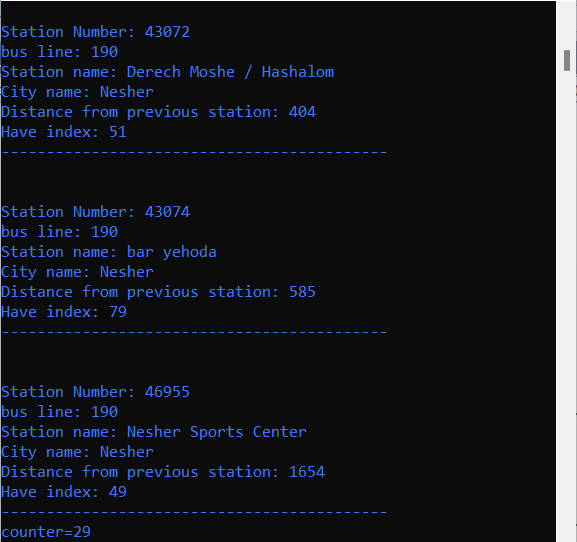 Station Number: 43072
bus line: 190
Station name: Derech Moshe / Hashalom
City name: Nesher
Distance from previous station: 404
Have index: 51
-------------------------------------------
Station Number: 43074
bus line: 190
Station name: bar yehoda
City name: Nesher
Distance from previous station: 585
Have index: 79
-------------------------------------------
Station Number: 46955
bus line: 190
Station name: Nesher Sports Center
City name: Nesher
Distance from previous station: 1654
Have index: 49
-------------------------------------------
counter=29